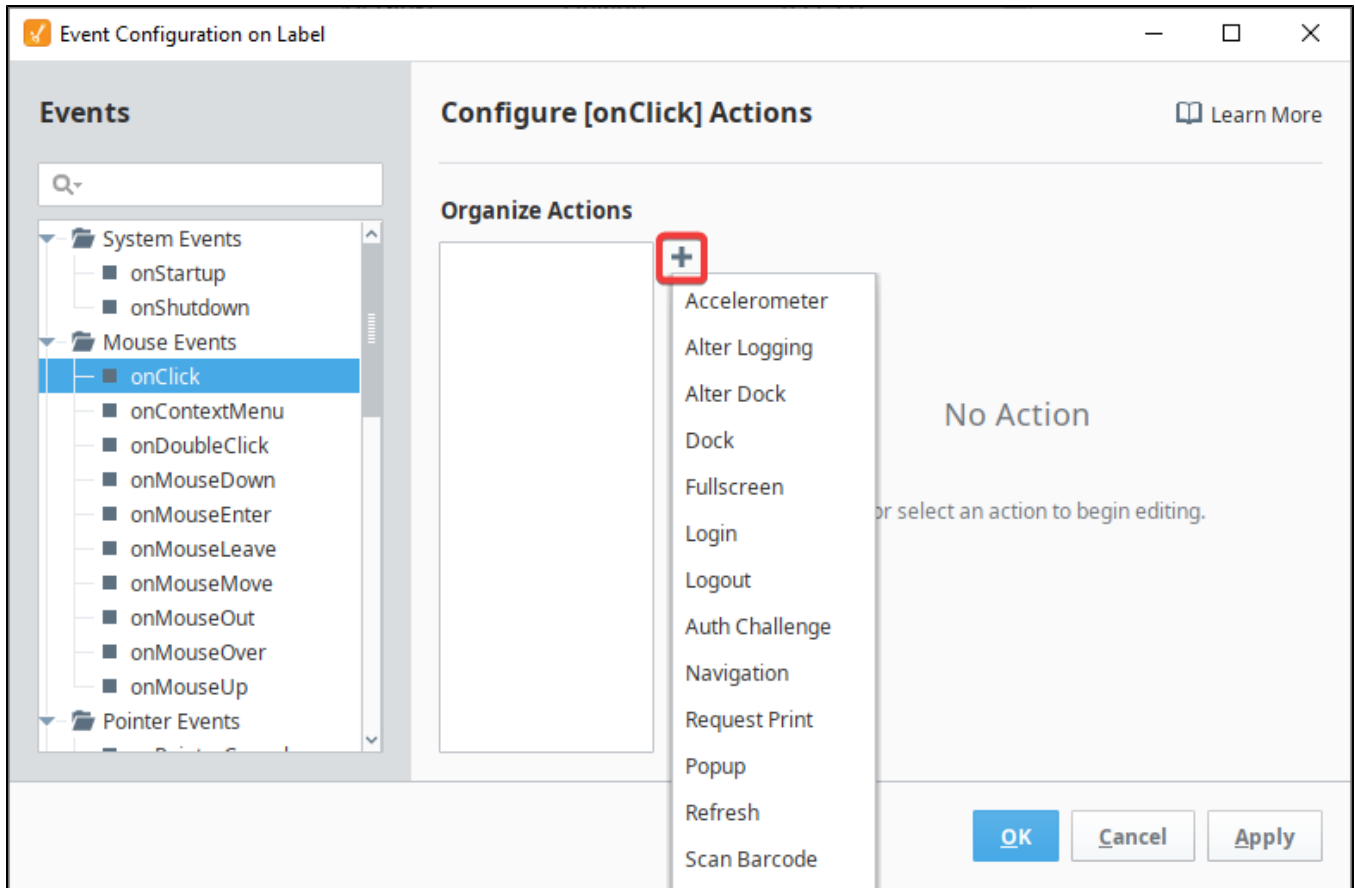 Event Configuration on Label
Events
System Events
onStartup
onShutdown
Mouse Events
onClick
onContextMenu
onDoubleClick
onMouseDown
onMouseEnter
onMouseLeave
onMouseMove
onMouseOut
onMouseOver
onMouseUp
Pointer Events
Configure [onClick] Actions
Learn More
Organize Actions
Accelerometer
Alter Logging
Alter Dock
Dock
Fullscreen
Login
Logout
Auth Challenge
Navigation
Request Print
Popup
Refresh
Scan Barcode
No Action
or select an action to begin editing.
OK
Cancel
Apply